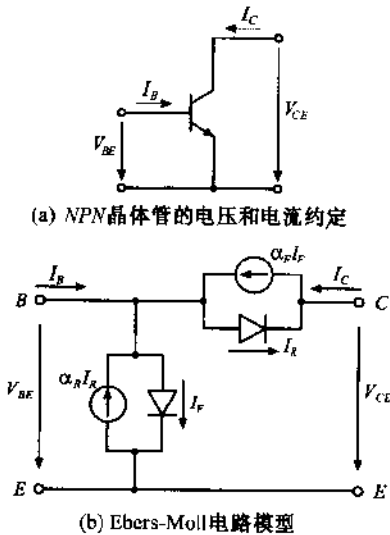 I_C
I_B
V_BE
V_CE
(a) NPN晶体管的电压和电流约定
α_F I_F
I_B
I_C
B
C
I_R
V_BE
α_R I_R
I_F
V_CE
E
E
(b) Ebers-Moll电路模型